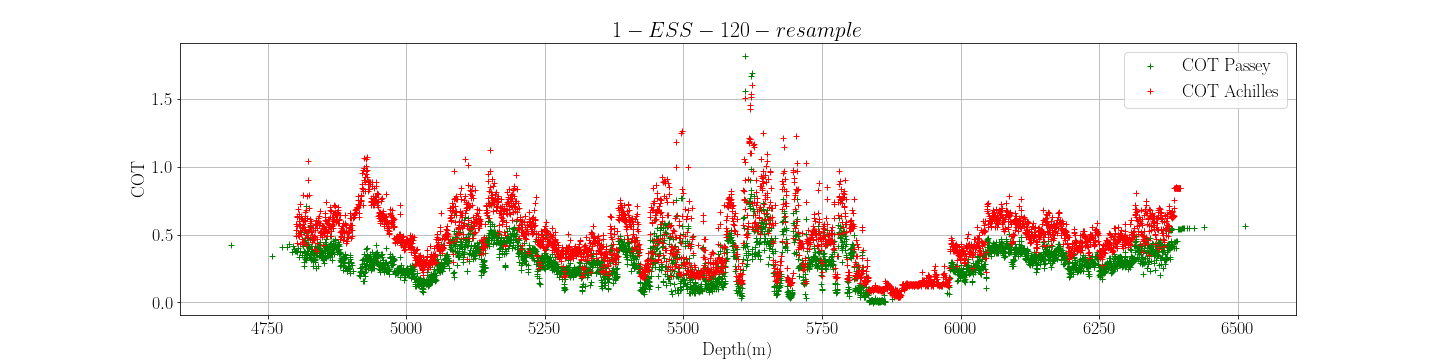 1 − ESS − 120 − resample
COT Passey
COT Achilles
COT
1.5
1.0
0.5
0.0
4750 5000 5250 5500 5750 6000 6250 6500
Depth(m)